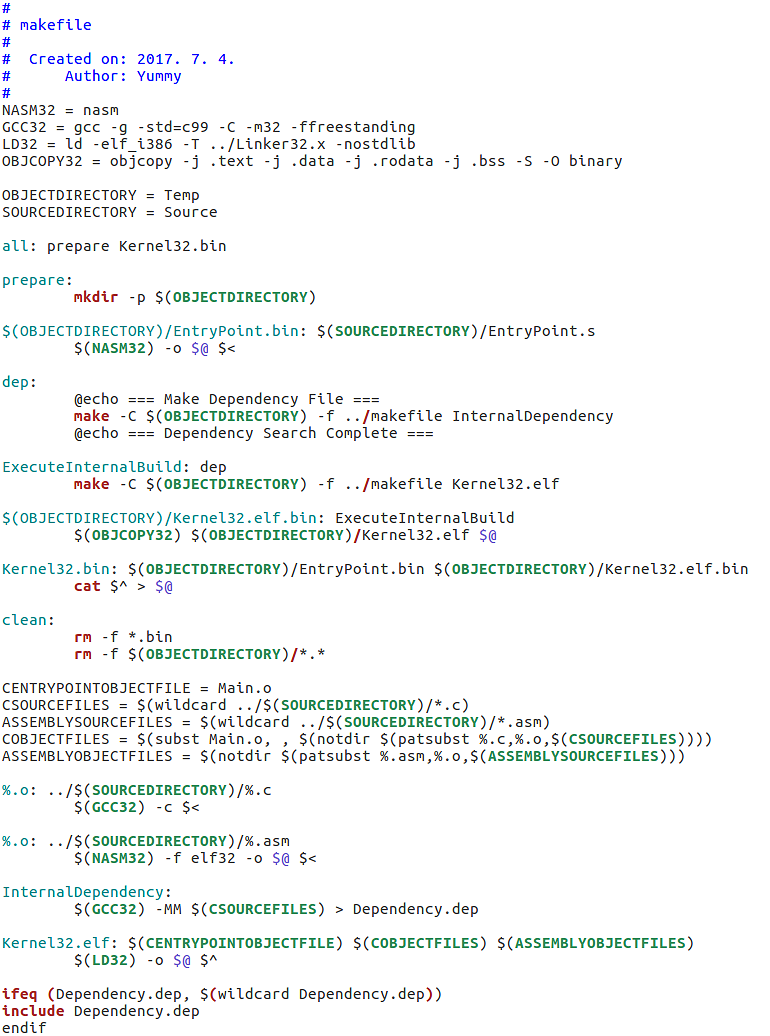 #
# makefile
#
#  Created on: 2017. 7. 4.
#      Author: Yummy
#
NASM32 = nasm
GCC32 = gcc -g -std=c99 -C -m32 -ffreestanding
LD32 = ld -elf_i386 -T ../Linker32.x -nostdlib
OBJCOPY32 = objcopy -j .text -j .data -j .rodata -j .bss -S -O binary

OBJECTDIRECTORY = Temp
SOURCEDIRECTORY = Source

all: prepare Kernel32.bin

prepare:
        mkdir -p $(OBJECTDIRECTORY)

$(OBJECTDIRECTORY)/EntryPoint.bin: $(SOURCEDIRECTORY)/EntryPoint.s
        $(NASM32) -o $@ $<

dep:
        @echo === Make Dependency File ===
        make -C $(OBJECTDIRECTORY) -f ../makefile InternalDependency
        @echo === Dependency Search Complete ===

ExecuteInternalBuild: dep
        make -C $(OBJECTDIRECTORY) -f ../makefile Kernel32.elf

$(OBJECTDIRECTORY)/Kernel32.elf.bin: ExecuteInternalBuild
        $(OBJCOPY32) $(OBJECTDIRECTORY)/Kernel32.elf $@

Kernel32.bin: $(OBJECTDIRECTORY)/EntryPoint.bin $(OBJECTDIRECTORY)/Kernel32.elf.bin
        cat $^ > $@

clean:
        rm -f *.bin
        rm -f $(OBJECTDIRECTORY)/*.*

CENTRYPOINTOBJECTFILE = Main.o
CSOURCEFILES = $(wildcard ../$(SOURCEDIRECTORY)/*.c)
ASSEMBLYSOURCEFILES = $(wildcard ../$(SOURCEDIRECTORY)/*.asm)
COBJECTFILES = $(subst Main.o, , $(notdir $(patsubst %.c,%.o,$(CSOURCEFILES))))
ASSEMBLYOBJECTFILES = $(notdir $(patsubst %.asm,%.o,$(ASSEMBLYSOURCEFILES)))

%.o: ../$(SOURCEDIRECTORY)/%.c
        $(GCC32) -c $<

%.o: ../$(SOURCEDIRECTORY)/%.asm
        $(NASM32) -f elf32 -o $@ $<

InternalDependency:
        $(GCC32) -MM $(CSOURCEFILES) > Dependency.dep

Kernel32.elf: $(CENTRYPOINTOBJECTFILE) $(COBJECTFILES) $(ASSEMBLYOBJECTFILES)
        $(LD32) -o $@ $^

ifeq (Dependency.dep, $(wildcard Dependency.dep))
include Dependency.dep
endif